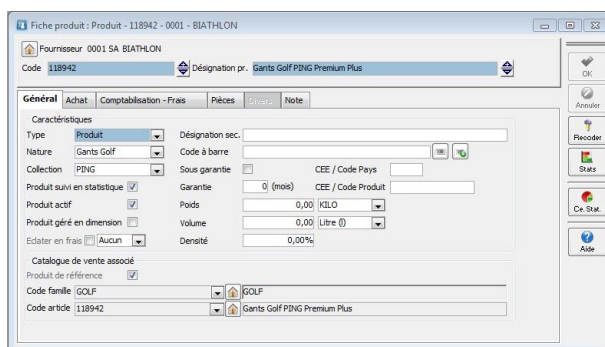 Fiche produit : Produit - 118942 - 0001 - BIATHLON
Fournisseur 0001 SA BIATHLON
Code 118942 Désignation pr. Gants Golf PING Premium Plus
OK
Annuler
Recoder
Stats
Ce. Stat.
Aide
Général Achat Comptabilisation - Frais Pièces Divers Note
Caractéristiques
Type Produit Désignation sec.
Nature Gants Golf Code à barre
Collection PING Sous garantie CEE / Code Pays
Produit suivi en statistique Garantie 0 (mois) CEE / Code Produit
Produit actif Poids 0,00 KILO
Produit géré en dimension Volume 0,00 Litre (l)
Eclater en frais Aucun Densité 0,00%
Catalogue de vente associé
Produit de référence
Code famille GOLF GOLF
Code article 118942 Gants Golf PING Premium Plus